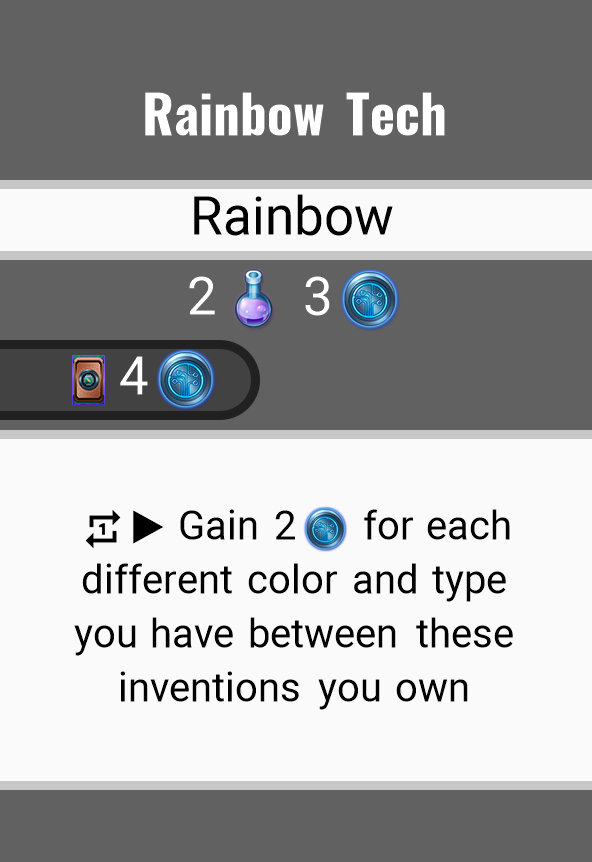 Rainbow Tech
Rainbow
2 3
4
1 Gain 2 for each
different color and type
you have between these
inventions you own